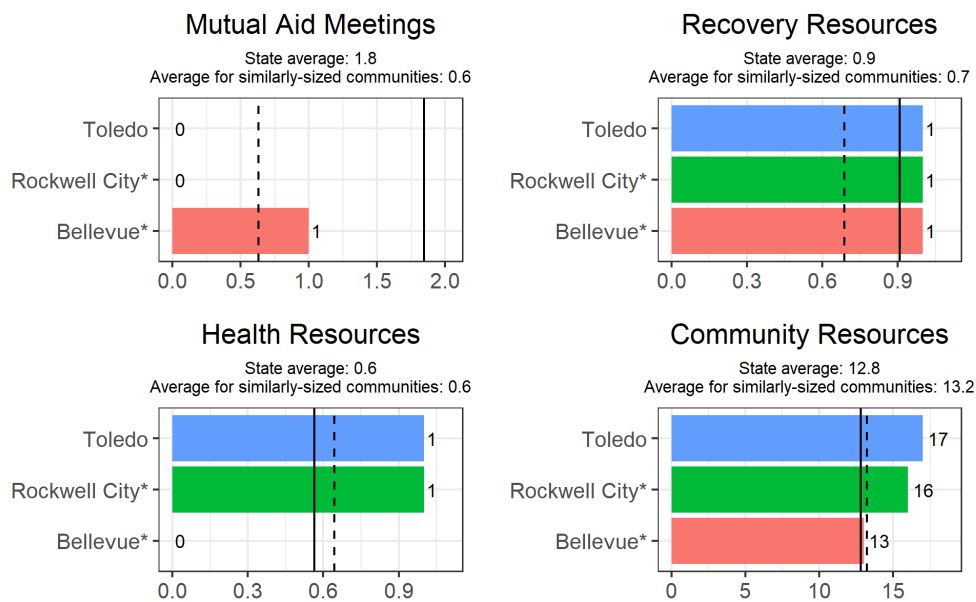 Mutual Aid Meetings
State average: 1.8
Average for similarly-sized communities: 0.6
Toledo
0
Rockwell City*
0
Bellevue*
1
0.0 0.5 1.0 1.5 2.0
Recovery Resources
State average: 0.9
Average for similarly-sized communities: 0.7
Toledo
1
Rockwell City*
1
Bellevue*
1
0.0 0.3 0.6 0.9
Health Resources
State average: 0.6
Average for similarly-sized communities: 0.6
Toledo
1
Rockwell City*
1
Bellevue*
0
0.0 0.3 0.6 0.9
Community Resources
State average: 12.8
Average for similarly-sized communities: 13.2
Toledo
17
Rockwell City*
16
Bellevue*
13
0 5 10 15